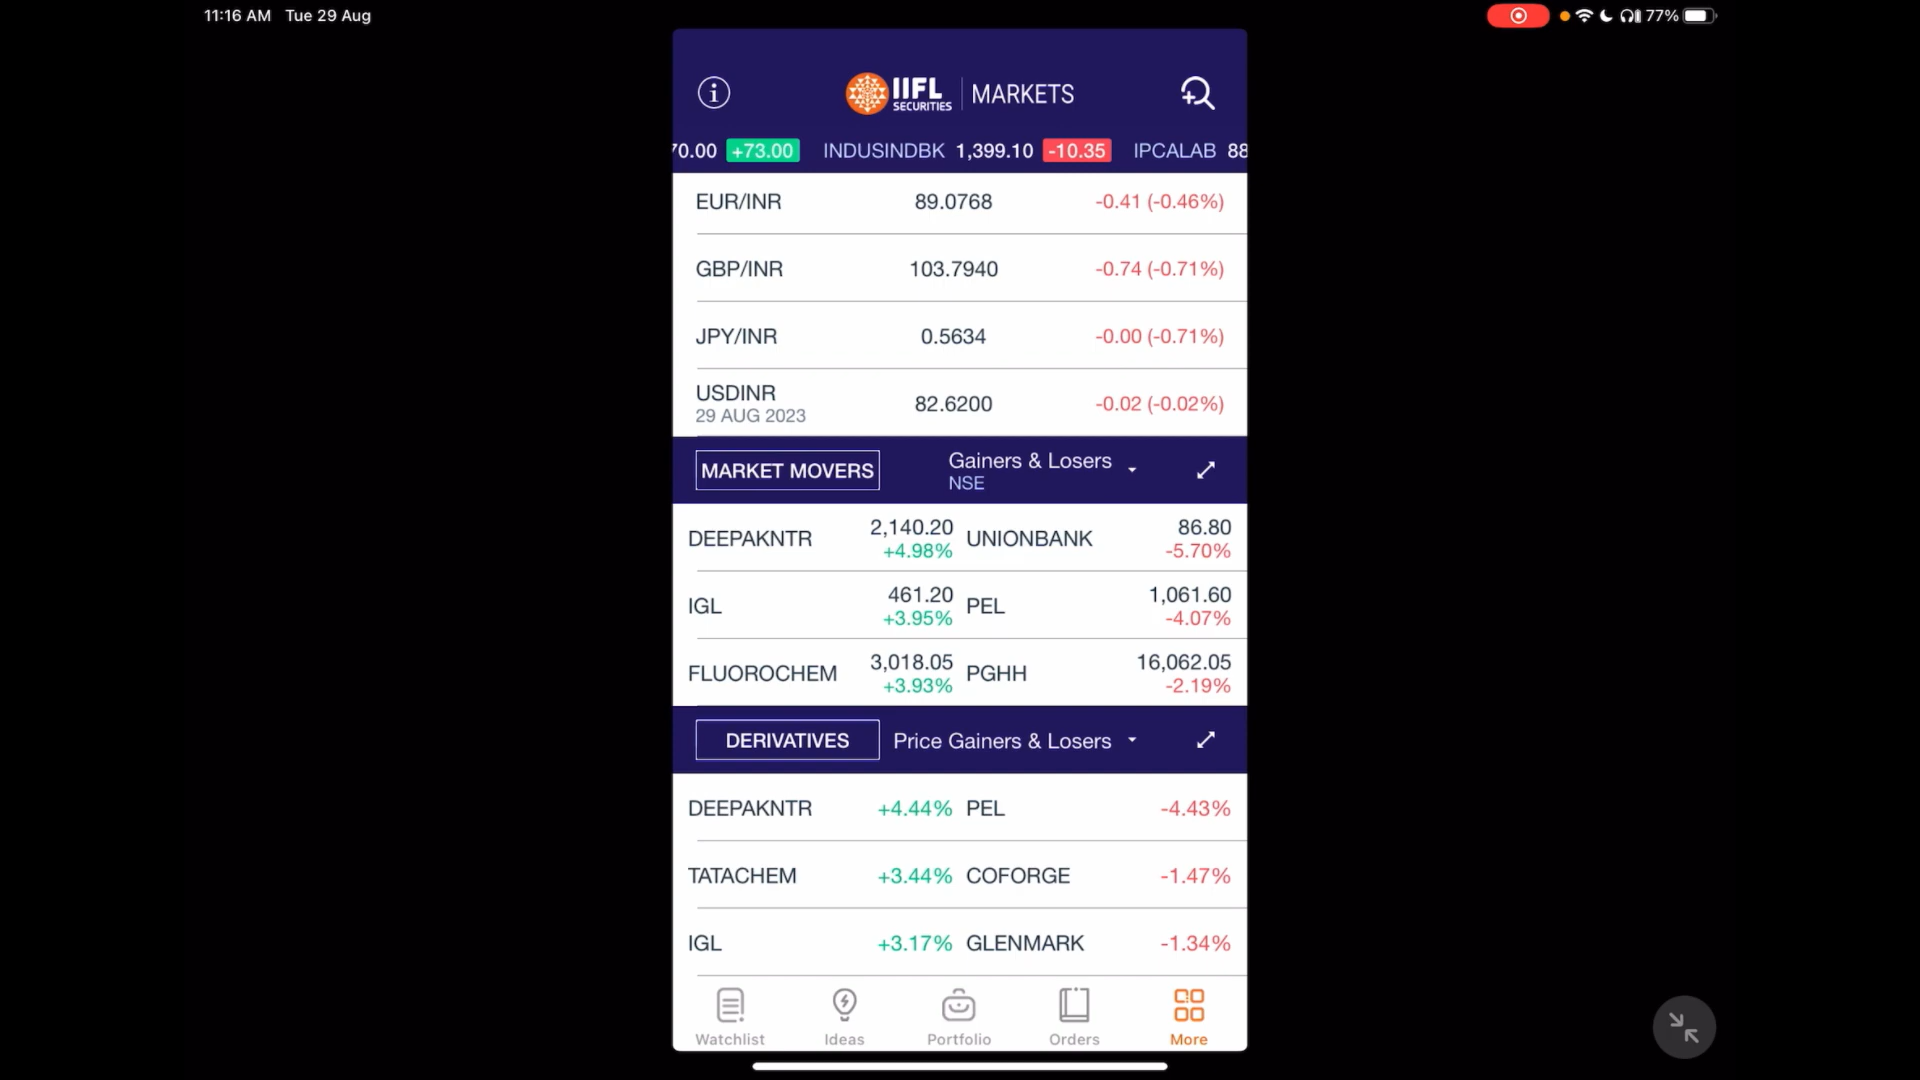 11:16 AM Tue 29 Aug
77%
i IIFL SECURITIES MARKETS
70.00 +73.00 INDUSINDBK 1,399.10 -10.35 IPCALAB 88
EUR/INR 89.0768 -0.41 (-0.46%)
GBP/INR 103.7940 -0.74 (-0.71%)
JPY/INR 0.5634 -0.00 (-0.71%)
USDINR 82.6200 -0.02 (-0.02%)
29 AUG 2023
MARKET MOVERS Gainers & Losers
NSE
DEEPAKNTR 2,140.20 UNIONBANK 86.80
+4.98% -5.70%
IGL 461.20 PEL 1,061.60
+3.95% -4.07%
FLUOROCHEM 3,018.05 PGHH 16,062.05
+3.93% -2.19%
DERIVATIVES Price Gainers & Losers
DEEPAKNTR +4.44% PEL -4.43%
TATACHEM +3.44% COFORGE -1.47%
IGL +3.17% GLENMARK -1.34%
Watchlist Ideas Portfolio Orders More